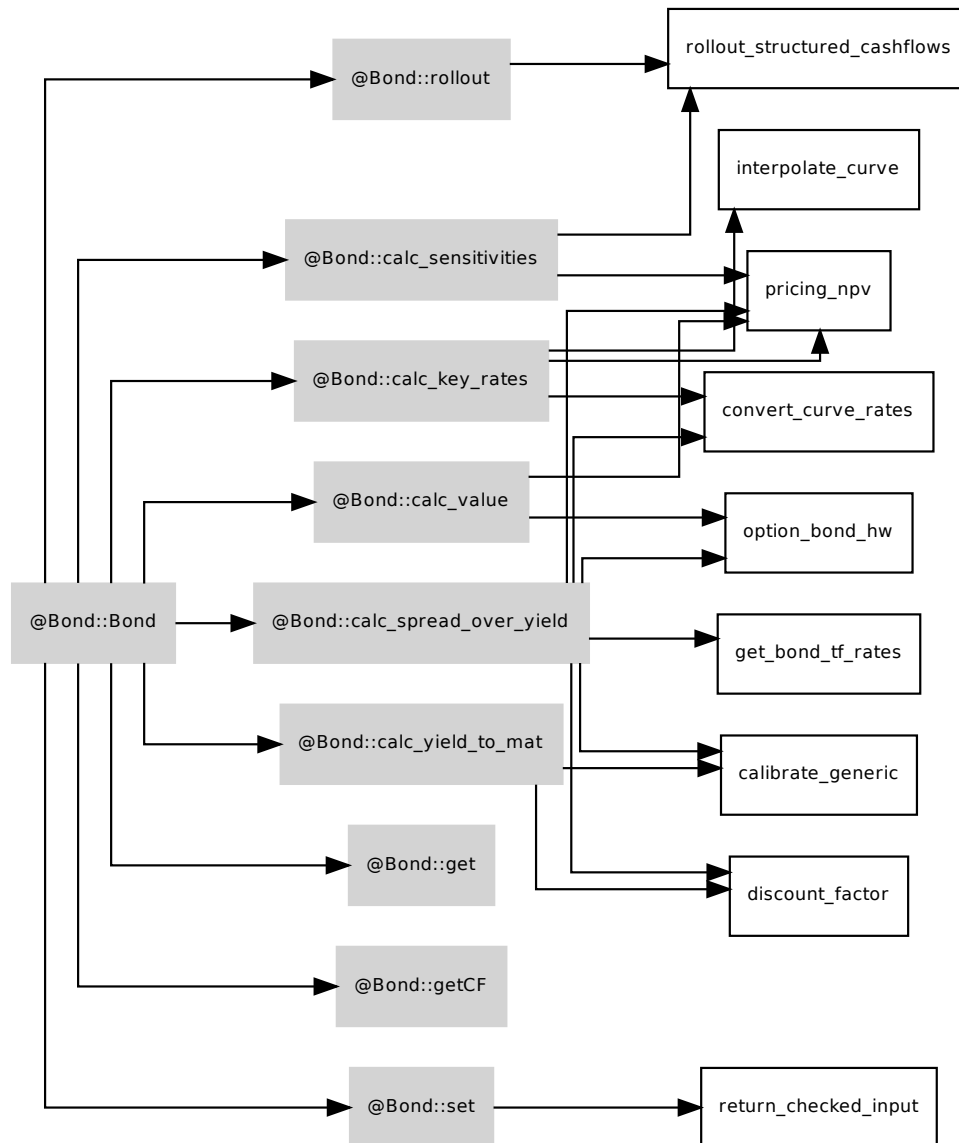 rollout_structured_cashflows
@Bond::rollout
interpolate_curve
@Bond::calc_sensitivities
pricing_npv
@Bond::calc_key_rates
convert_curve_rates
@Bond::calc_value
option_bond_hw
@Bond::Bond
@Bond::calc_spread_over_yield
get_bond_tf_rates
@Bond::calc_yield_to_mat
calibrate_generic
@Bond::get
discount_factor
@Bond::getCF
@Bond::set
return_checked_input